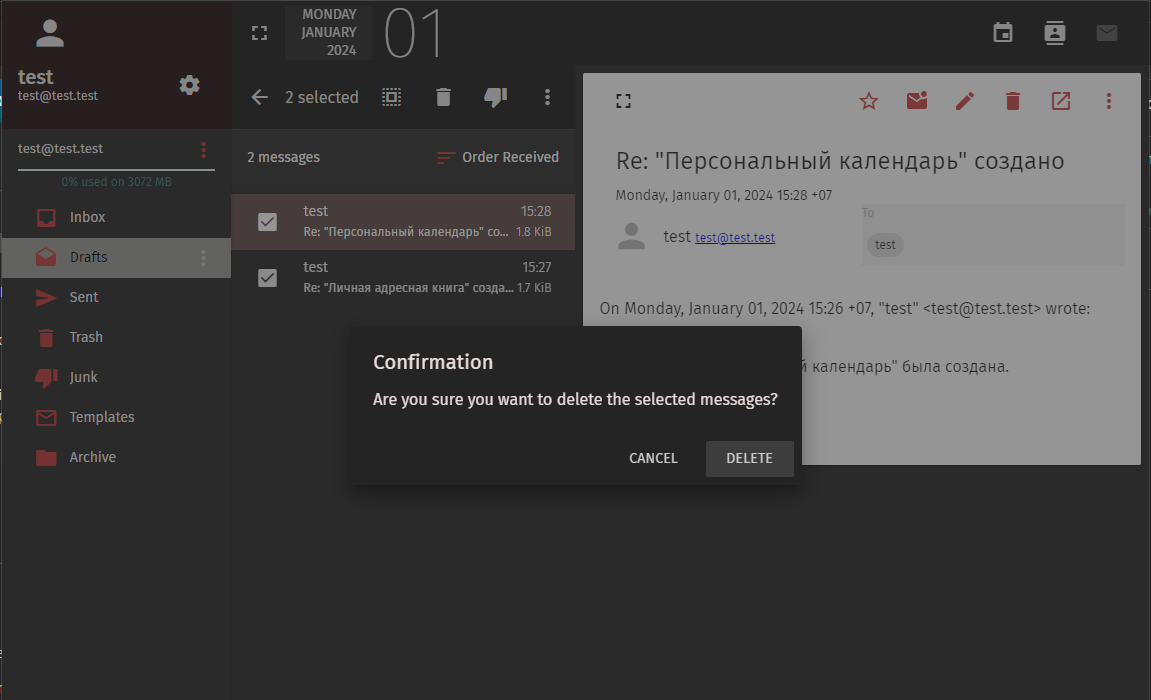 test
test@test.test
MONDAY
JANUARY
2024
01
test@test.test
0% used on 3072 MB
Inbox
Drafts
Sent
Trash
Junk
Templates
Archive
2 selected
2 messages
Order Received
test 15:28
Re: "Персональный календарь" со... 1.8 KiB
test 15:27
Re: "Личная адресная книга" созда... 1.7 KiB
Re: "Персональный календарь" создано
Monday, January 01, 2024 15:28 +07
test test@test.test
To
test
On Monday, January 01, 2024 15:26 +07, "test" <test@test.test> wrote:
й календарь" была создана.
Confirmation
Are you sure you want to delete the selected messages?
CANCEL DELETE